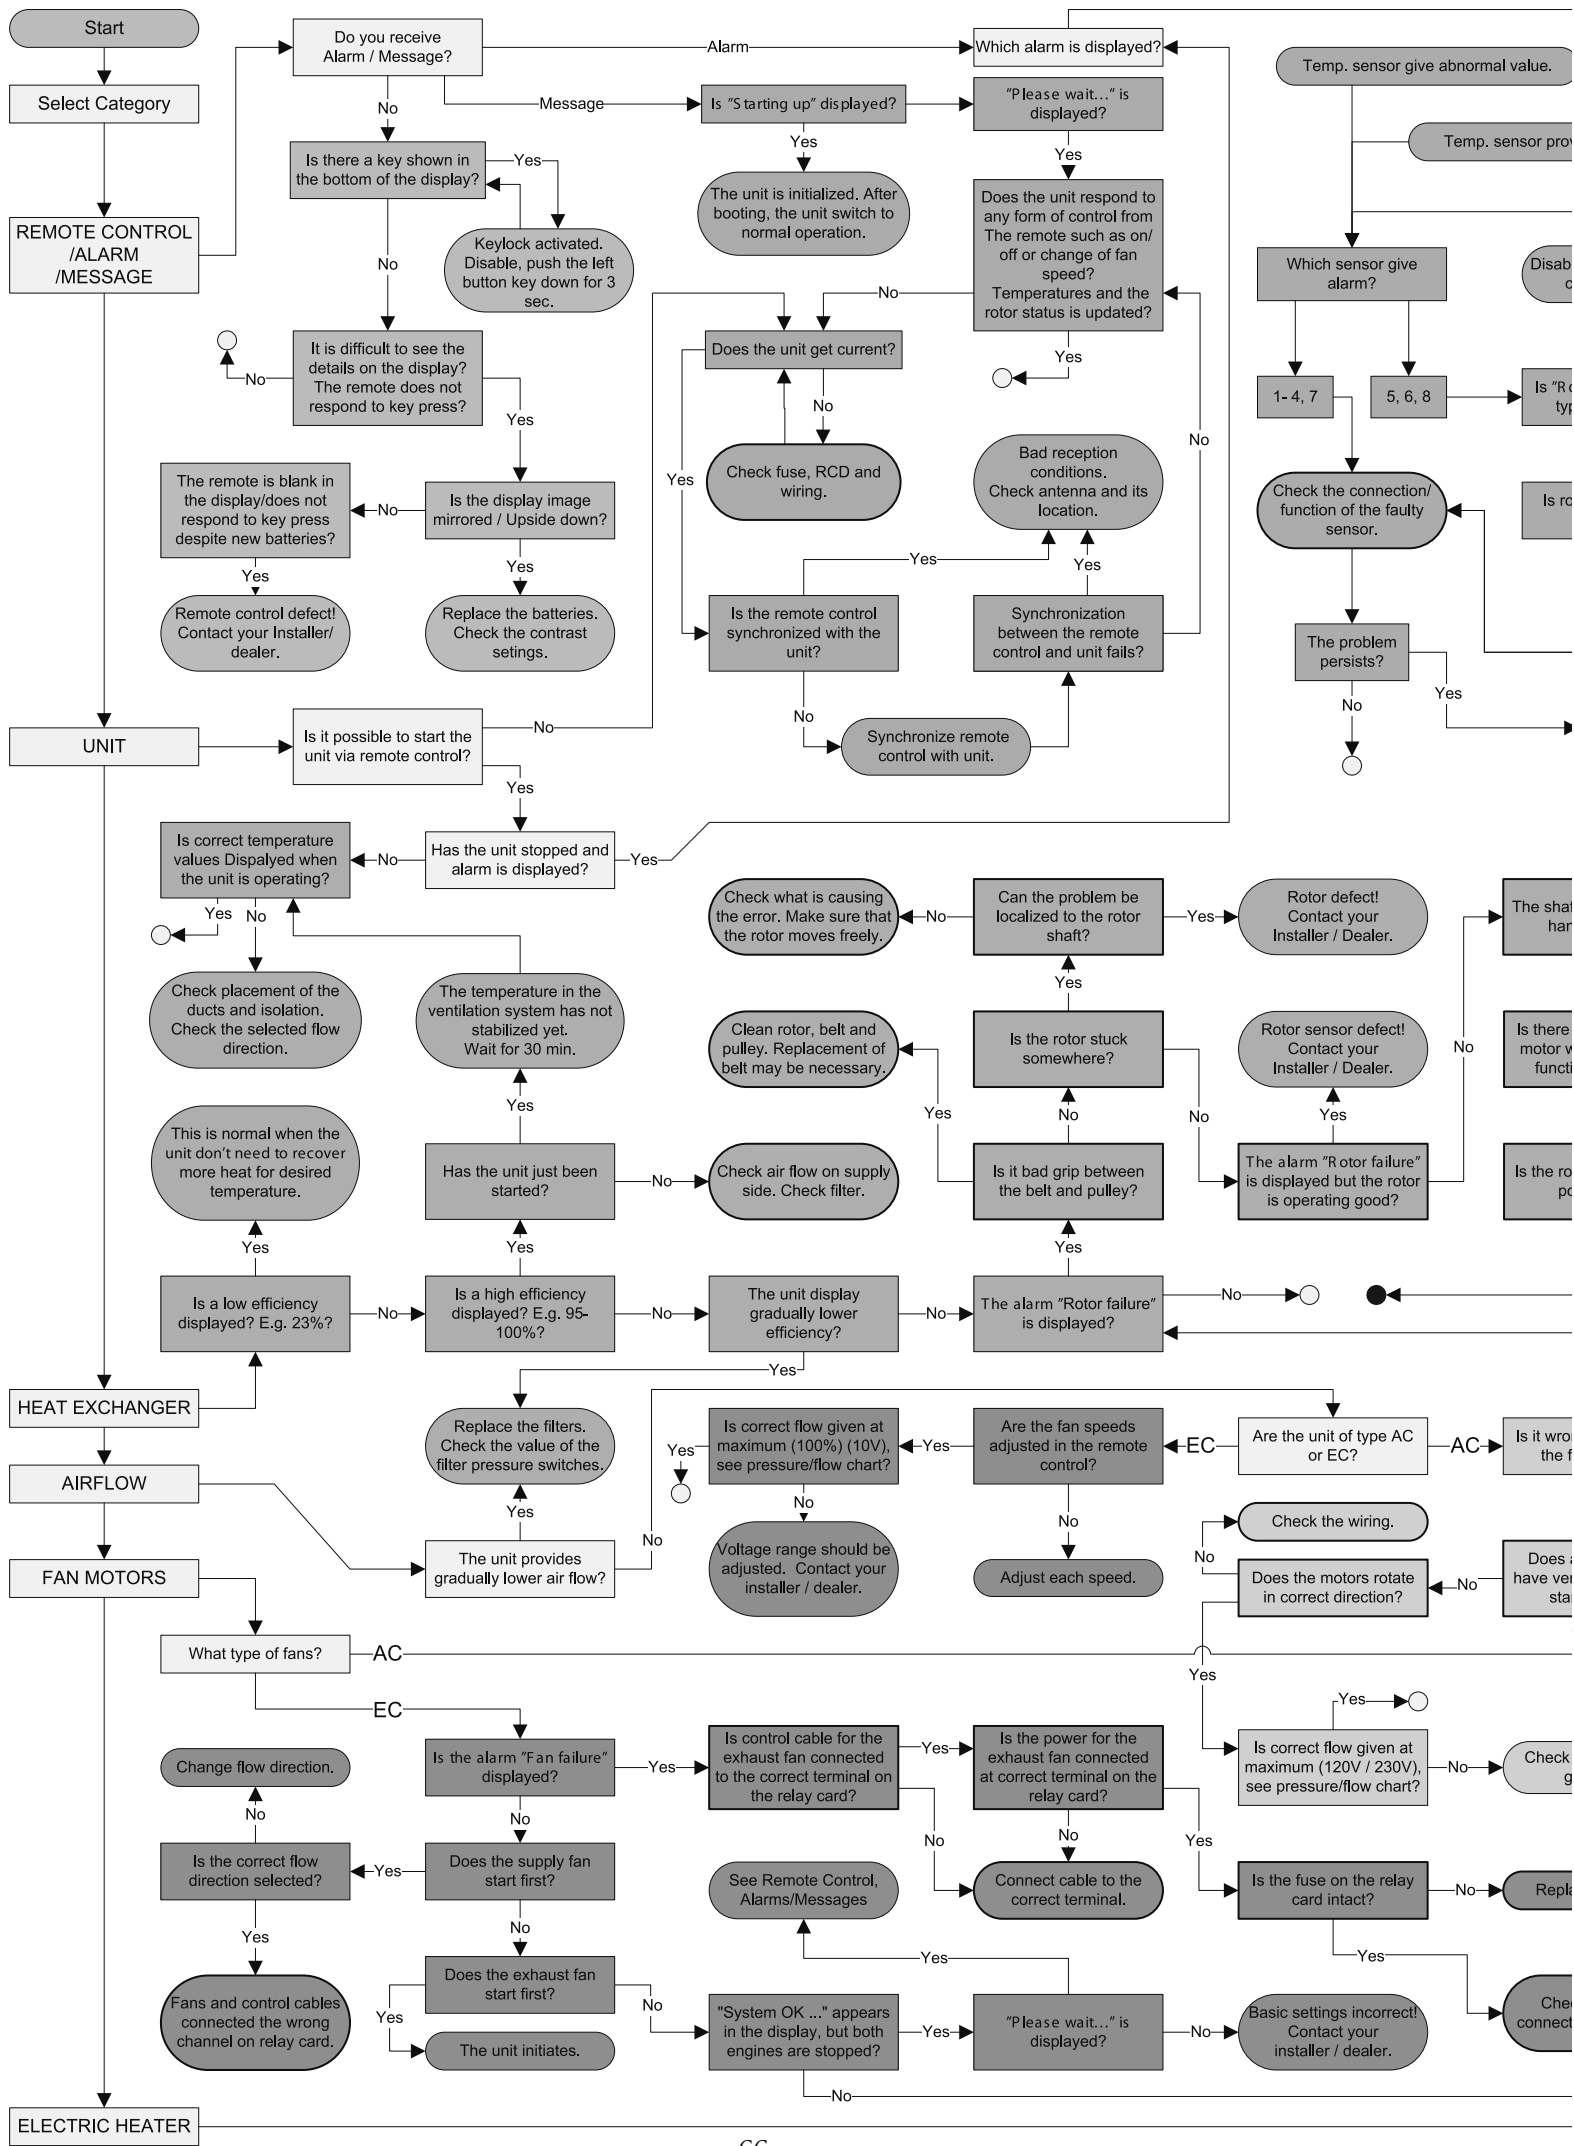 Start
Select Category
REMOTE CONTROL
/ALARM
/MESSAGE
Do you receive
Alarm / Message?
Alarm
Which alarm is displayed?
No
Message
Is "Starting up" displayed?
"Please wait..." is
displayed?
Yes
The unit is initialized. After
booting, the unit switch to
normal operation.
Yes
Does the unit respond to
any form of control from
The remote such as on/
off or change of fan
speed?
Temperatures and the
rotor status is updated?
No
Yes
No
Is there a key shown in
the bottom of the display?
Yes
Keylock activated.
Disable, push the left
button key down for 3
sec.
No
It is difficult to see the
details on the display?
The remote does not
respond to key press?
No
Yes
Is the display image
mirrored / Upside down?
No
The remote is blank in
the display/does not
respond to key press
despite new batteries?
Yes
Remote control defect!
Contact your Installer/
dealer.
Yes
Replace the batteries.
Check the contrast
setings.
Does the unit get current?
No
Check fuse, RCD and
wiring.
Yes
Is the remote control
synchronized with the
unit?
Yes
Bad reception
conditions.
Check antenna and its
location.
Yes
Synchronization
between the remote
control and unit fails?
No
Synchronize remote
control with unit.
Temp. sensor give abnormal value.
Temp. sensor prov
Which sensor give
alarm?
Disab
c
1- 4, 7
5, 6, 8
Is "Ro
typ
Check the connection/
function of the faulty
sensor.
Is ro
The problem
persists?
Yes
No
UNIT
Is it possible to start the
unit via remote control?
No
Yes
Has the unit stopped and
alarm is displayed?
Yes
No
Is correct temperature
values Dispalyed when
the unit is operating?
Yes
No
Check placement of the
ducts and isolation.
Check the selected flow
direction.
The temperature in the
ventilation system has not
stabilized yet.
Wait for 30 min.
Yes
Has the unit just been
started?
No
Check air flow on supply
side. Check filter.
This is normal when the
unit don't need to recover
more heat for desired
temperature.
Yes
Is a low efficiency
displayed? E.g. 23%?
No
Yes
Is a high efficiency
displayed? E.g. 95-
100%?
No
The unit display
gradually lower
efficiency?
No
Yes
The alarm "Rotor failure"
is displayed?
No
Yes
Is it bad grip between
the belt and pulley?
Yes
Clean rotor, belt and
pulley. Replacement of
belt may be necessary.
No
Is the rotor stuck
somewhere?
Yes
No
Can the problem be
localized to the rotor
shaft?
No
Check what is causing
the error. Make sure that
the rotor moves freely.
Yes
Rotor defect!
Contact your
Installer / Dealer.
Rotor sensor defect!
Contact your
Installer / Dealer.
Yes
The alarm "Rotor failure"
is displayed but the rotor
is operating good?
No
The shaf
han
Is there
motor w
functi
Is the ro
po
HEAT EXCHANGER
AIRFLOW
Replace the filters.
Check the value of the
filter pressure switches.
Yes
The unit provides
gradually lower air flow?
No
Are the unit of type AC
or EC?
EC
AC
Is it wro
the f
Are the fan speeds
adjusted in the remote
control?
Yes
No
Adjust each speed.
Is correct flow given at
maximum (100%) (10V),
see pressure/flow chart?
Yes
No
Voltage range should be
adjusted. Contact your
installer / dealer.
Check the wiring.
No
Does the motors rotate
in correct direction?
No
Does a
have ver
star
Yes
Yes
Is correct flow given at
maximum (120V / 230V),
see pressure/flow chart?
No
Check
g
FAN MOTORS
What type of fans?
AC
EC
Is the alarm "Fan failure"
displayed?
Yes
No
Is control cable for the
exhaust fan connected
to the correct terminal on
the relay card?
Yes
No
Is the power for the
exhaust fan connected
at correct terminal on the
relay card?
No
Yes
Connect cable to the
correct terminal.
Is the fuse on the relay
card intact?
No
Repla
Yes
Chec
connect
Change flow direction.
No
Is the correct flow
direction selected?
Yes
Does the supply fan
start first?
Yes
No
Fans and control cables
connected the wrong
channel on relay card.
Does the exhaust fan
start first?
Yes
No
The unit initiates.
See Remote Control,
Alarms/Messages
Yes
"System OK ..." appears
in the display, but both
engines are stopped?
Yes
"Please wait..." is
displayed?
No
Basic settings incorrect!
Contact your
installer / dealer.
No
ELECTRIC HEATER